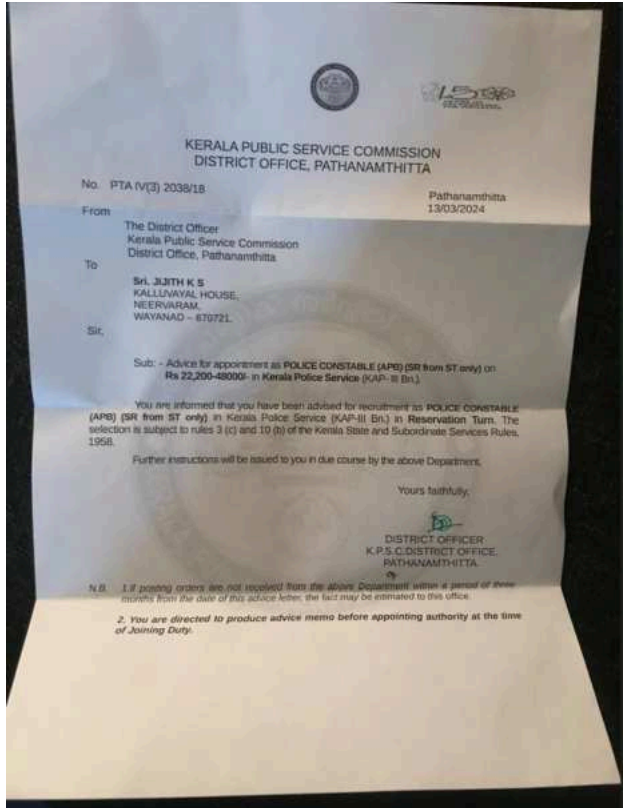 KERALA PUBLIC SERVICE COMMISSION
DISTRICT OFFICE, PATHANAMTHITTA
No. PTA IV(3) 2038/18
Pathanamthitta
13/03/2024
From
The District Officer
Kerala Public Service Commission
District Office, Pathanamthitta
To
Sri. JIJITH K S
KALLUVAYAL HOUSE,
NEERVARAM,
WAYANAD – 670721.
Sir,
Sub: - Advice for appointment as POLICE CONSTABLE (APB) (SR from ST only) on
Rs 22,200-48000/- in Kerala Police Service (KAP- III Bn.)
You are informed that you have been advised for recruitment as POLICE CONSTABLE
(APB) (SR from ST only) in Kerala Police Service (KAP-III Bn.) in Reservation Turn. The
selection is subject to rules 3 (c) and 10 (b) of the Kerala State and Subordinate Services Rules,
1958.
Further instructions will be issued to you in due course by the above Department.
Yours faithfully,
DISTRICT OFFICER
K.P.S.C.DISTRICT OFFICE,
PATHANAMTHITTA
N.B. 1.If posting orders are not received from the above Department within a period of three
months from the date of this advice letter, the fact may be estimated to this office.
2. You are directed to produce advice memo before appointing authority at the time
of Joining Duty.